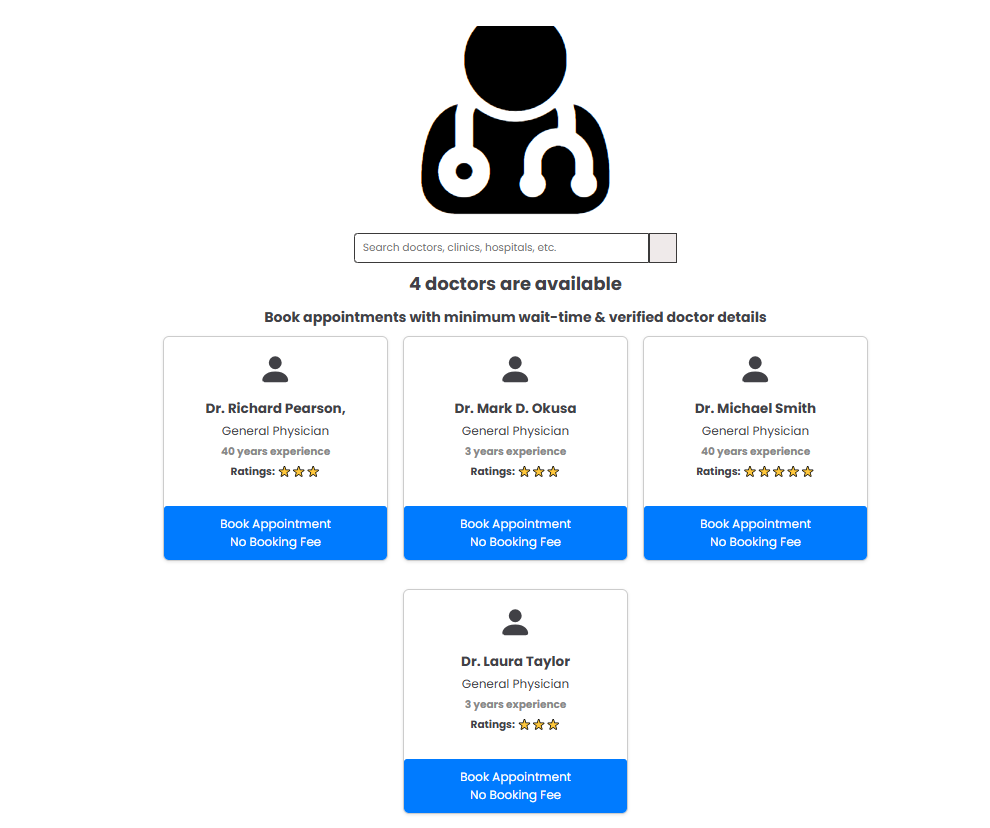 Search doctors, clinics, hospitals, etc.
4 doctors are available
Book appointments with minimum wait-time & verified doctor details
Dr. Richard Pearson,
General Physician
40 years experience
Ratings:
Book Appointment
No Booking Fee
Dr. Mark D. Okusa
General Physician
3 years experience
Ratings:
Book Appointment
No Booking Fee
Dr. Michael Smith
General Physician
40 years experience
Ratings:
Book Appointment
No Booking Fee
Dr. Laura Taylor
General Physician
3 years experience
Ratings:
Book Appointment
No Booking Fee